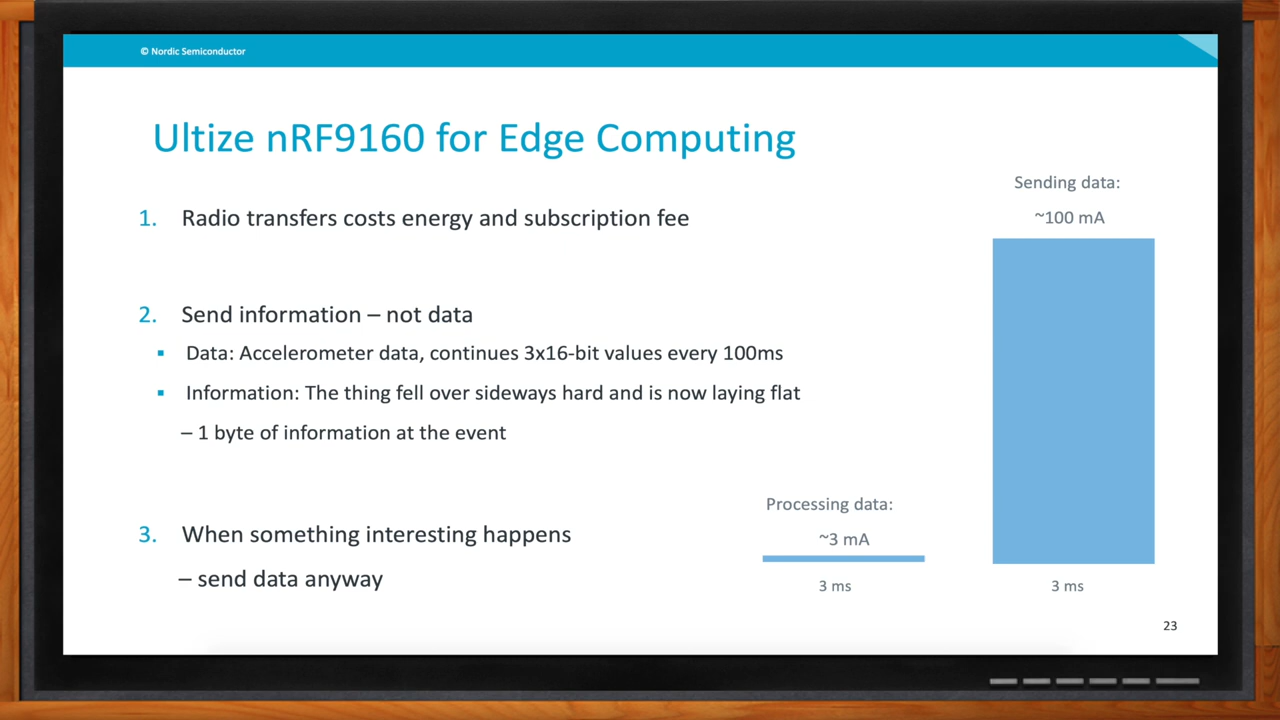 © Nordic Semiconductor
Ultize nRF9160 for Edge Computing
1. Radio transfers costs energy and subscription fee
2. Send information – not data
▪ Data: Accelerometer data, continues 3x16-bit values every 100ms
▪ Information: The thing fell over sideways hard and is now laying flat
– 1 byte of information at the event
3. When something interesting happens
– send data anyway
Processing data:
~3 mA
3 ms
Sending data:
~100 mA
3 ms
23